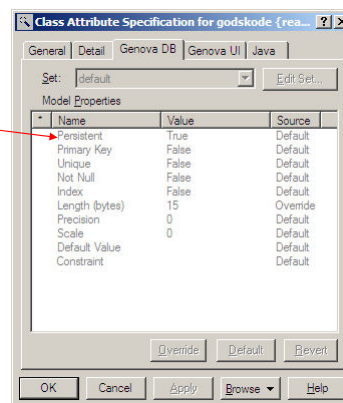 Class Attribute Specification for godskode {rea...
General Detail Genova DB Genova UI Java
Set: default Edit Set...
Model Properties
* Name Value Source
Persistent True Default
Primary Key False Default
Unique False Default
Not Null False Default
Index False Default
Length (bytes) 15 Override
Precision 0 Default
Scale 0 Default
Default Value Default
Constraint Default
Override Default Revert
OK Cancel Apply Browse Help